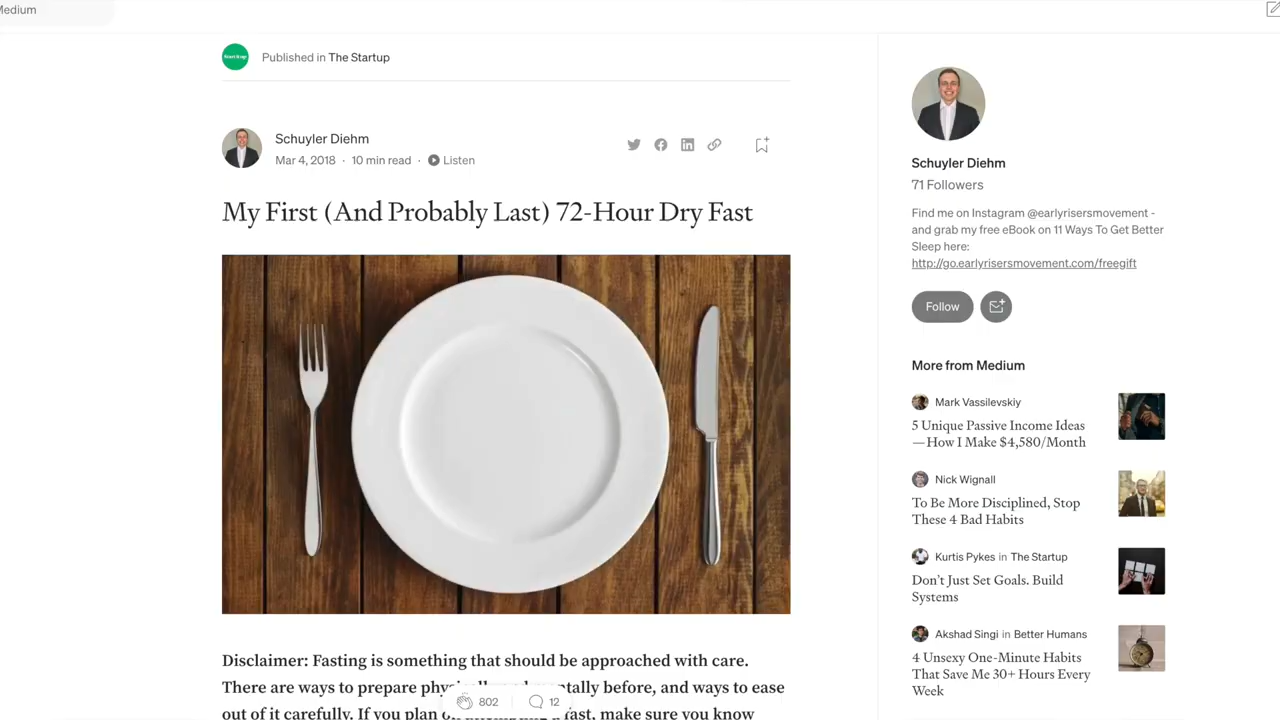 Medium
Published in The Startup
Schuyler Diehm
Mar 4, 2018 · 10 min read · Listen
My First (And Probably Last) 72-Hour Dry Fast
Disclaimer: Fasting is something that should be approached with care.
There are ways to prepare and mentally before, and ways to ease
out of it carefully. If you plan fast, make sure you know
802 12
Schuyler Diehm
71 Followers
Find me on Instagram @earlyrisersmovement -
and grab my free eBook on 11 Ways To Get Better
Sleep here:
http://go.earlyrisersmovement.com/freegift
Follow
More from Medium
Mark Vassilevskiy
5 Unique Passive Income Ideas
— How I Make $4,580/Month
Nick Wignall
To Be More Disciplined, Stop
These 4 Bad Habits
Kurtis Pykes in The Startup
Don't Just Set Goals. Build
Systems
Akshad Singi in Better Humans
4 Unsexy One-Minute Habits
That Save Me 30+ Hours Every
Week